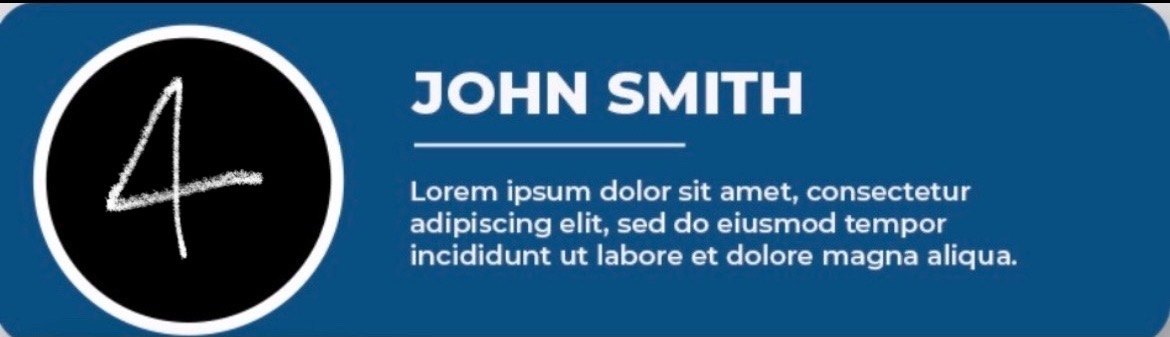 4
JOHN SMITH
Lorem ipsum dolor sit amet, consectetur
adipiscing elit, sed do eiusmod tempor
incididunt ut labore et dolore magna aliqua.